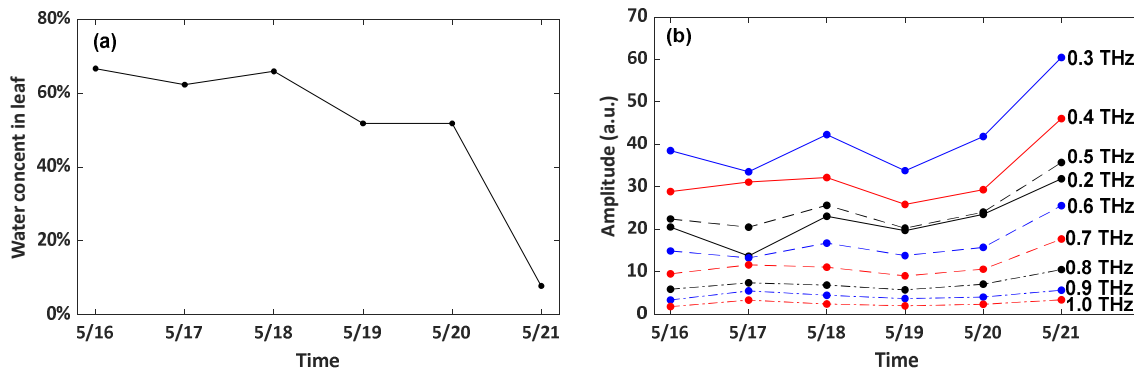 (a)
80%
60%
40%
20%
0%
Water concent in leaf
5/16 5/17 5/18 5/19 5/20 5/21
Time
(b)
70
60
50
40
30
20
10
0
Amplitude (a.u.)
0.3 THz
0.4 THz
0.5 THz
0.2 THz
0.6 THz
0.7 THz
0.8 THz
0.9 THz
1.0 THz
5/16 5/17 5/18 5/19 5/20 5/21
Time